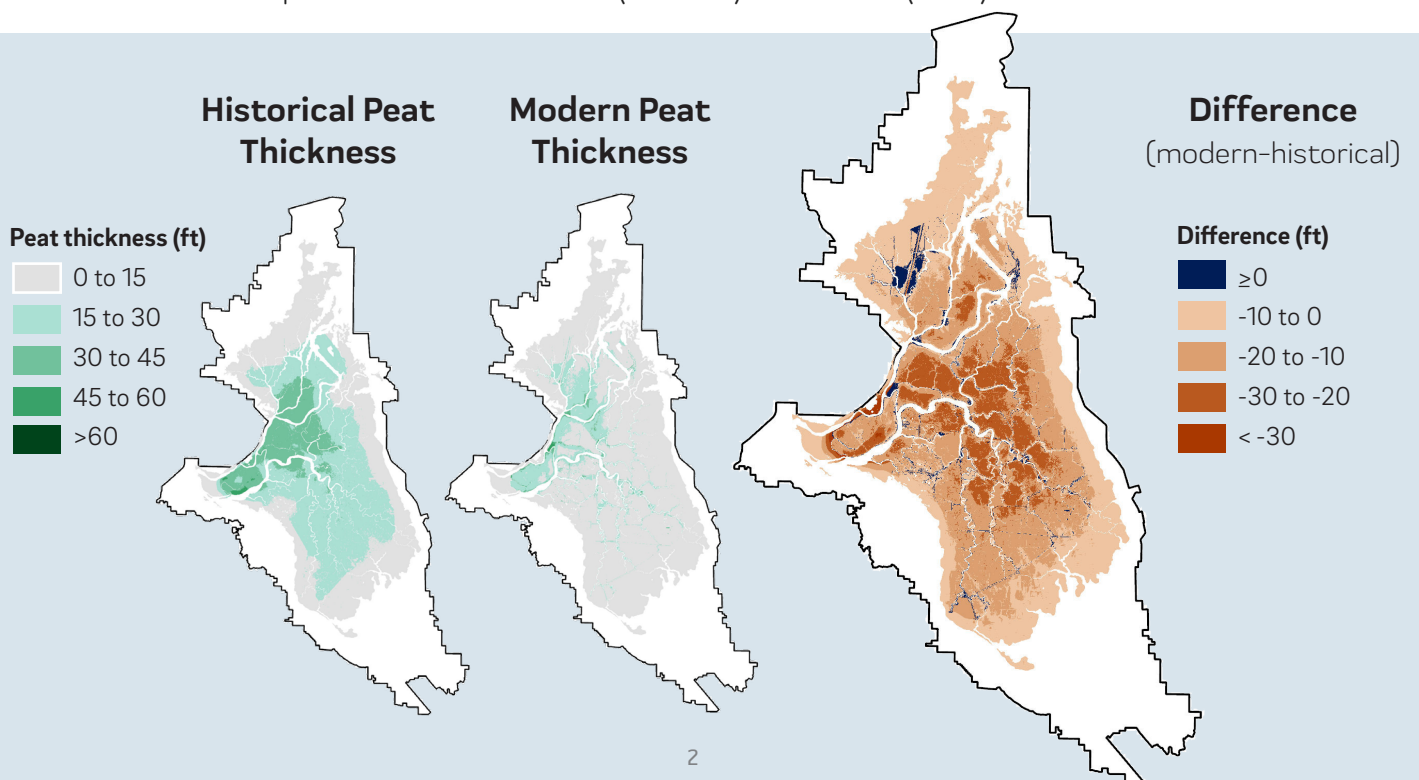 Historical Peat
Thickness
Modern Peat
Thickness
Difference
(modern-historical)
Peat thickness (ft)
0 to 15
15 to 30
30 to 45
45 to 60
>60
Difference (ft)
≥0
-10 to 0
-20 to -10
-30 to -20
< -30
2